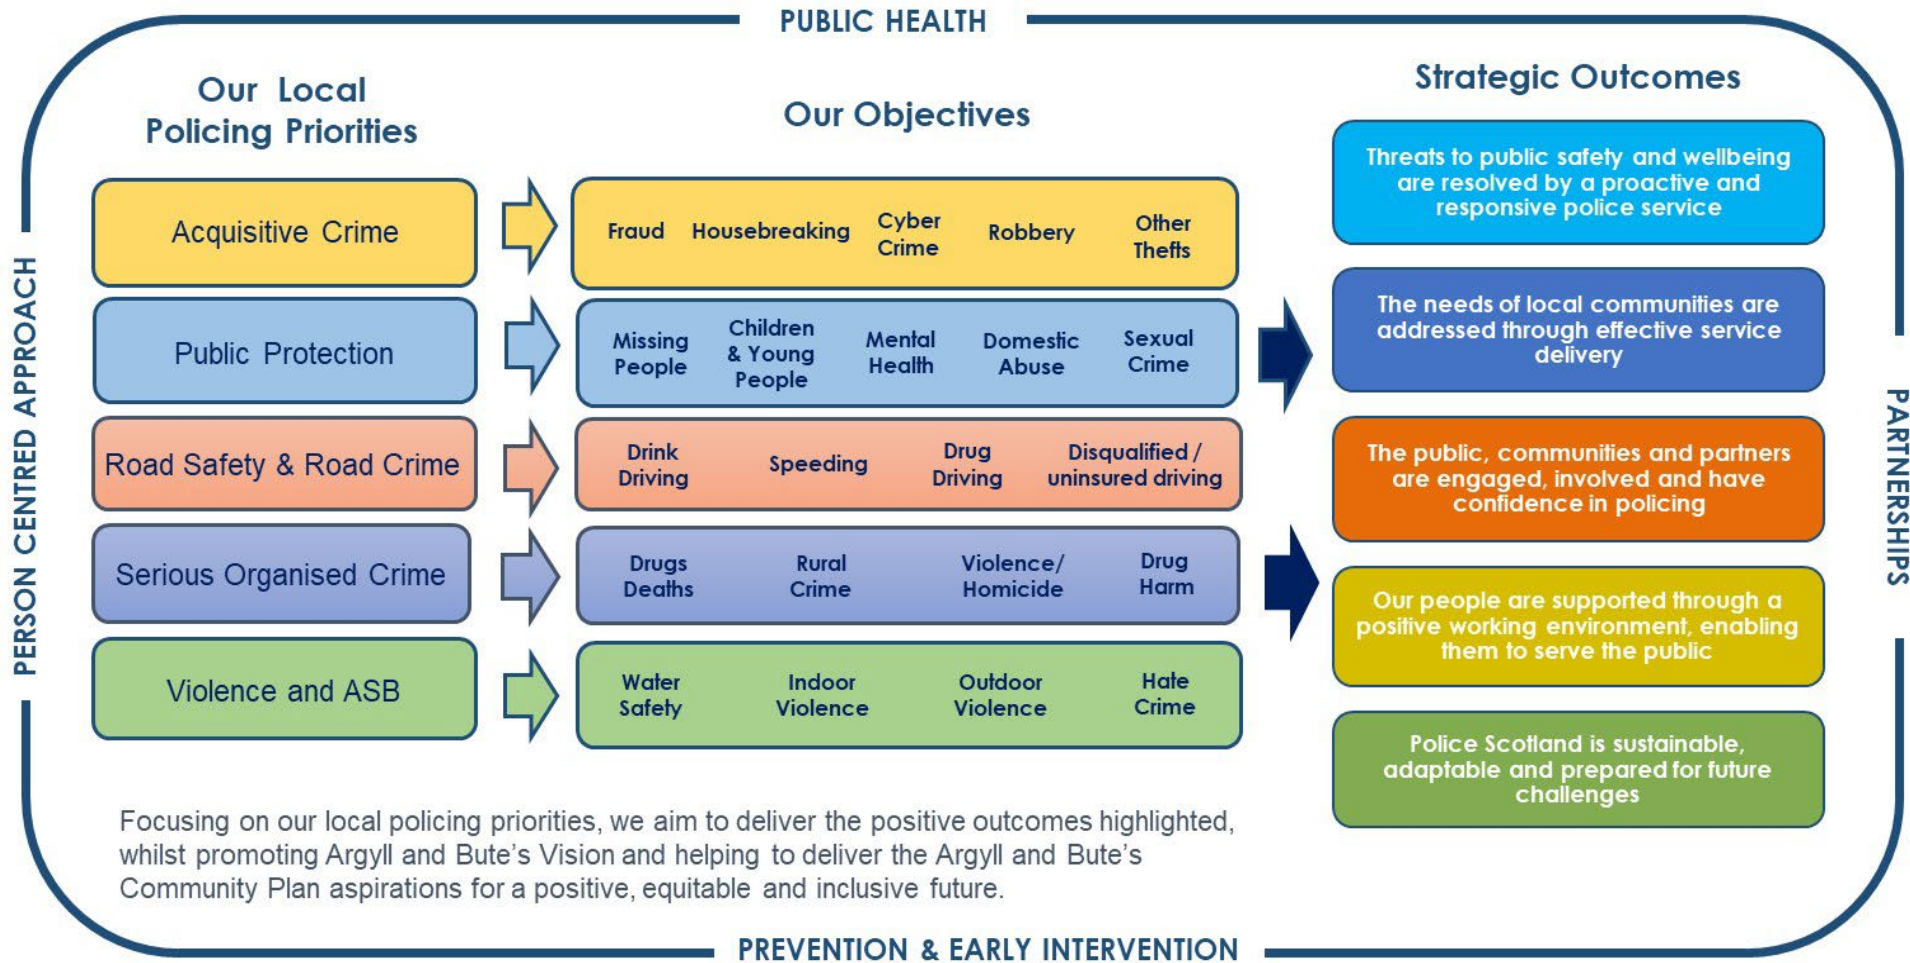 PUBLIC HEALTH
Our Local
Policing Priorities
Our Objectives
Strategic Outcomes
PERSON CENTRED APPROACH
Acquisitive Crime
Fraud
Housebreaking
Cyber
Crime
Robbery
Other
Thefts
Public Protection
Missing
People
Children
& Young
People
Mental
Health
Domestic
Abuse
Sexual
Crime
Road Safety & Road Crime
Drink
Driving
Speeding
Drug
Driving
Disqualified /
uninsured driving
Serious Organised Crime
Drugs
Deaths
Rural
Crime
Violence/
Homicide
Drug
Harm
Violence and ASB
Water
Safety
Indoor
Violence
Outdoor
Violence
Hate
Crime
Threats to public safety and wellbeing
are resolved by a proactive and
responsive police service
The needs of local communities are
addressed through effective service
delivery
The public, communities and partners
are engaged, involved and have
confidence in policing
Our people are supported through a
positive working environment, enabling
them to serve the public
Police Scotland is sustainable,
adaptable and prepared for future
challenges
PARTNERSHIPS
Focusing on our local policing priorities, we aim to deliver the positive outcomes highlighted,
whilst promoting Argyll and Bute's Vision and helping to deliver the Argyll and Bute's
Community Plan aspirations for a positive, equitable and inclusive future.
PREVENTION & EARLY INTERVENTION